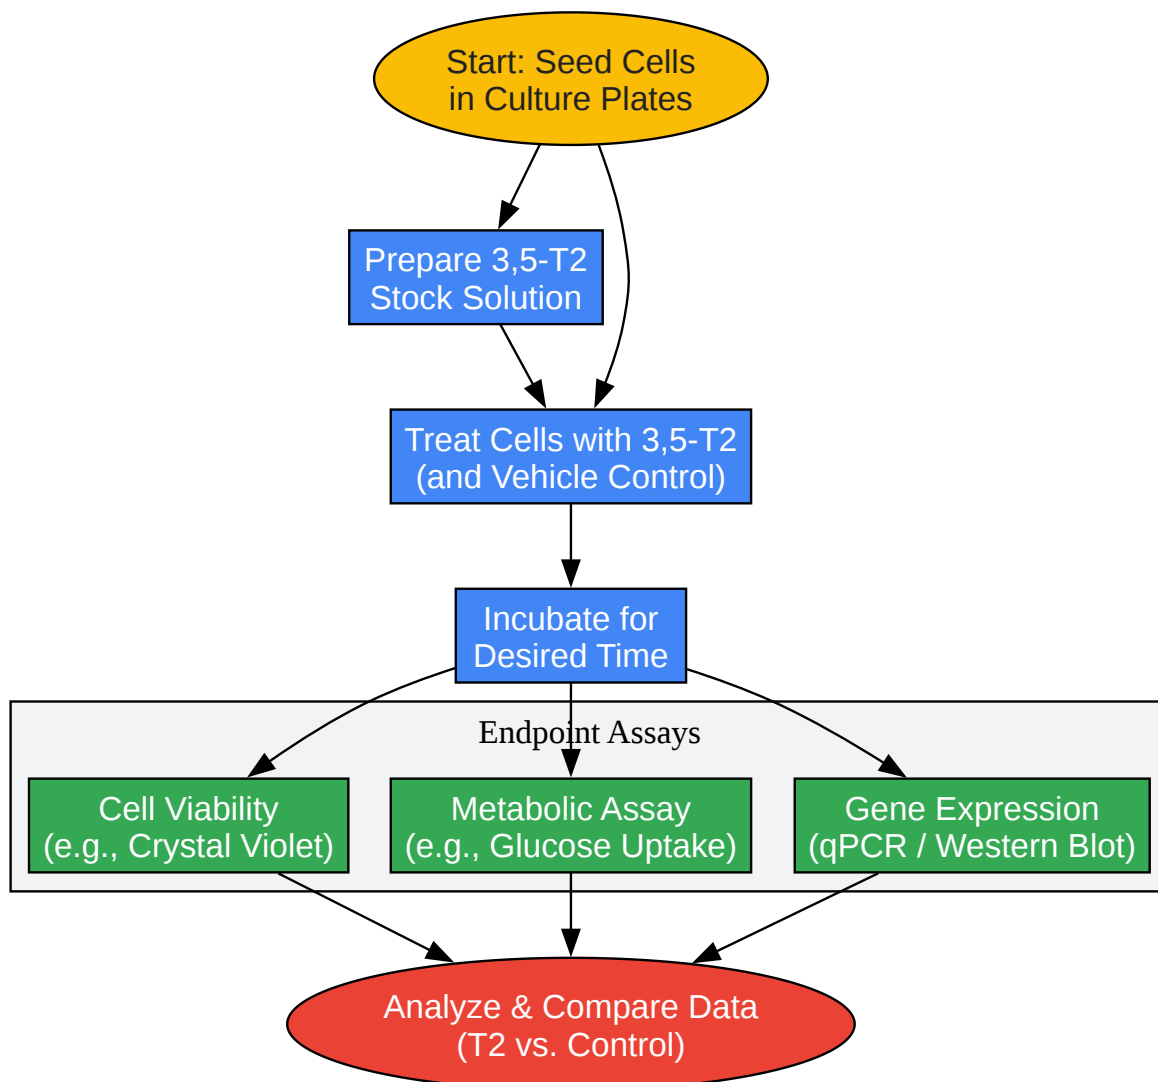 Start: Seed Cells
in Culture Plates
Prepare 3,5-T2
Stock Solution
Treat Cells with 3,5-T2
(and Vehicle Control)
Incubate for
Desired Time
Endpoint Assays
Cell Viability
(e.g., Crystal Violet)
Metabolic Assay
(e.g., Glucose Uptake)
Gene Expression
(qPCR / Western Blot)
Analyze & Compare Data
(T2 vs. Control)